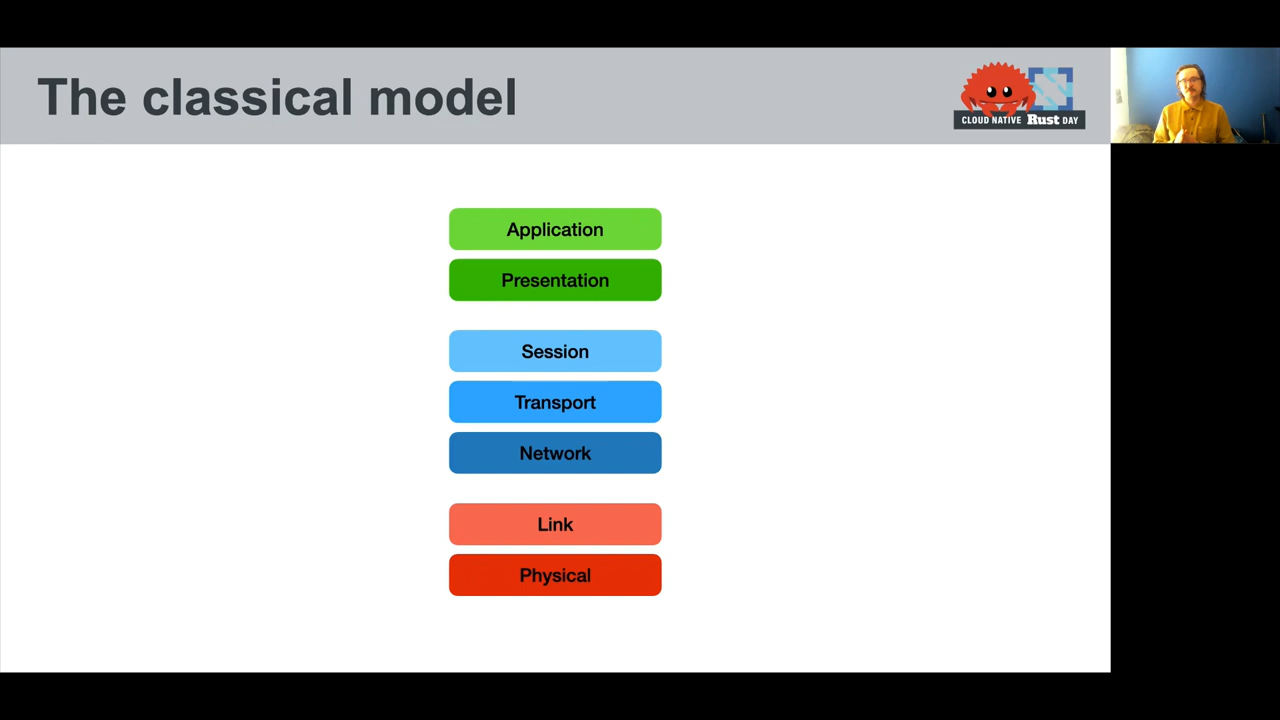 The classical model
CLOUD NATIVE Rust DAY
Application
Presentation
Session
Transport
Network
Link
Physical